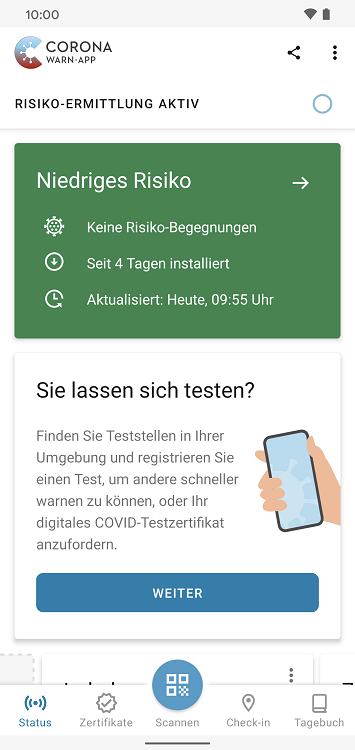 10:00
CORONA
WARN-APP
RISIKO-ERMITTLUNG AKTIV
Niedriges Risiko
Keine Risiko-Begegnungen
Seit 4 Tagen installiert
Aktualisiert: Heute, 09:55 Uhr
Sie lassen sich testen?
Finden Sie Teststellen in Ihrer
Umgebung und registrieren Sie
einen Test, um andere schneller
warnen zu können, oder Ihr
digitales COVID-Testzertifikat
anzufordern.
WEITER
Status
Zertifikate
Scannen
Check-in
Tagebuch